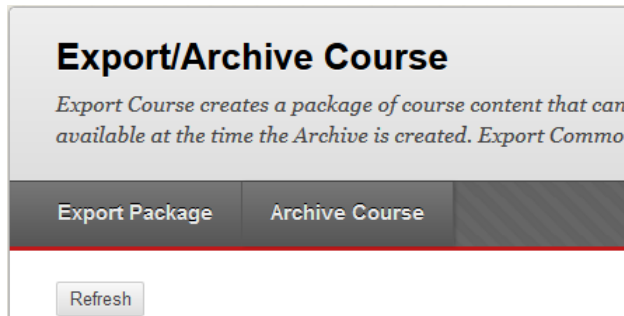 Export/Archive Course
Export Course creates a package of course content that can
available at the time the Archive is created. Export Commo
Export Package Archive Course
Refresh